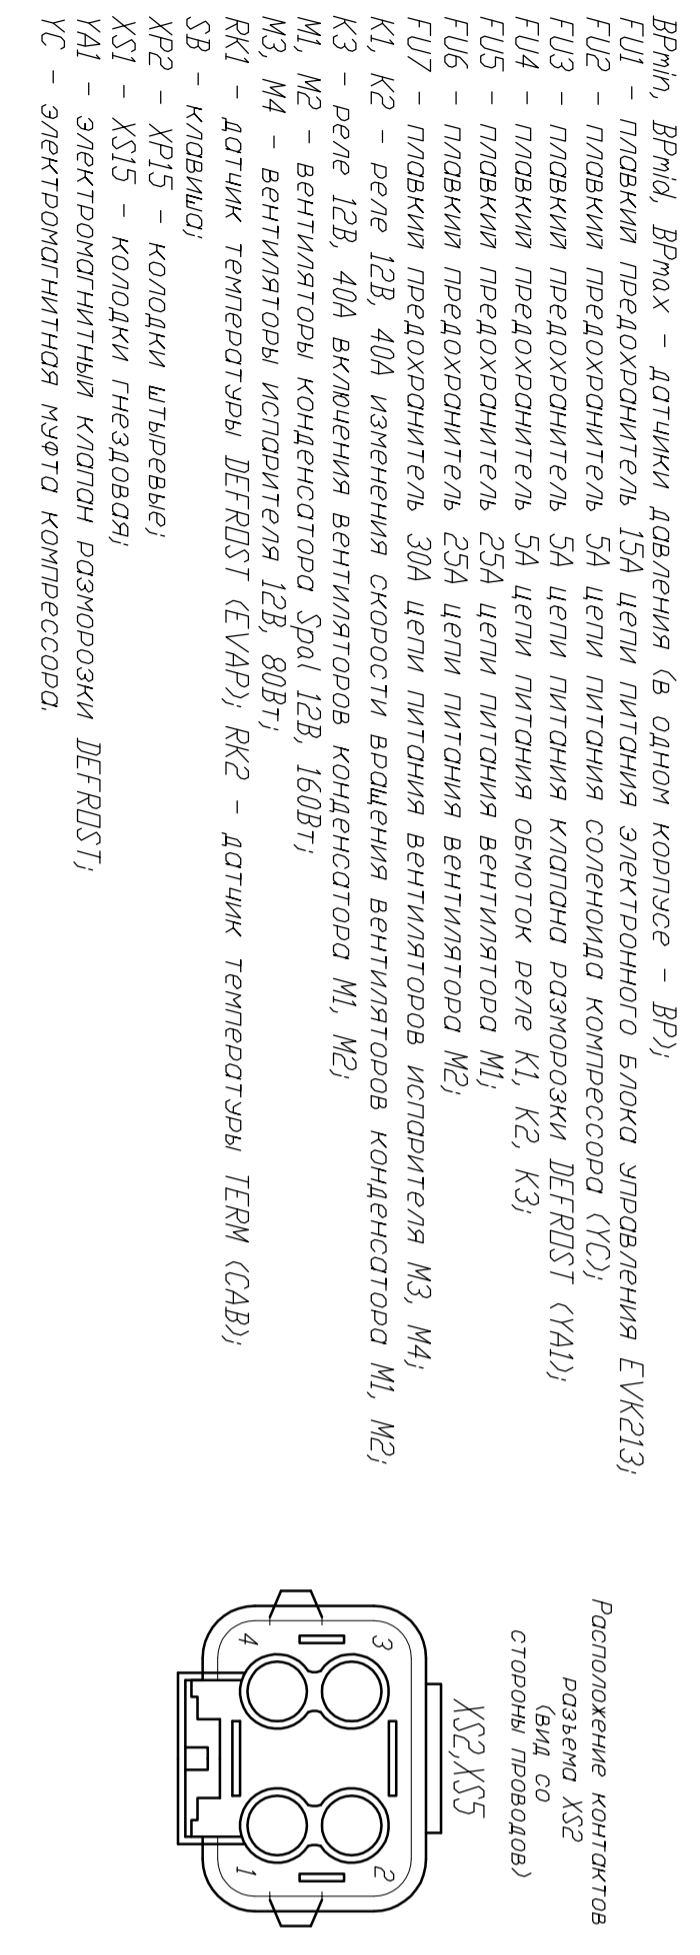 BPmin, BPmid, BPmax - датчики давления (в одном корпусе - BP);
FU1 - плавкий предохранитель 15А цепи питания электронного блока управления EVK213;
FU2 - плавкий предохранитель 5А цепи питания соленоида компрессора (YC);
FU3 - плавкий предохранитель 5А цепи питания клапана разморозки DEFROST (YA1);
FU4 - плавкий предохранитель 5А цепи питания обмоток реле K1, K2, K3;
FU5 - плавкий предохранитель 25А цепи питания вентилятора M1;
FU6 - плавкий предохранитель 25А цепи питания вентилятора M2;
FU7 - плавкий предохранитель 30А цепи питания вентиляторов испарителя M3, M4;
K1, K2 - реле 12В, 40А изменения скорости вращения вентиляторов конденсатора M1, M2;
K3 - реле 12В, 40А включения вентиляторов конденсатора M1, M2;
M1, M2 - вентиляторы конденсатора Spal 12В, 160Вт;
M3, M4 - вентиляторы испарителя 12В, 80Вт;
RK1 - датчик температуры DEFROST (EVAP); RK2 - датчик температуры TERM (CAB);
SB - клавиша;
XP2 - XP15 - колодки штыревые;
XS1 - XS15 - колодки гнездовая;
YA1 - электромагнитный клапан разморозки DEFROST;
YC - электромагнитная муфта компрессора.
Расположение контактов
разъема XS2
(вид со
стороны проводов)
XS2,XS5
3
2
4
1